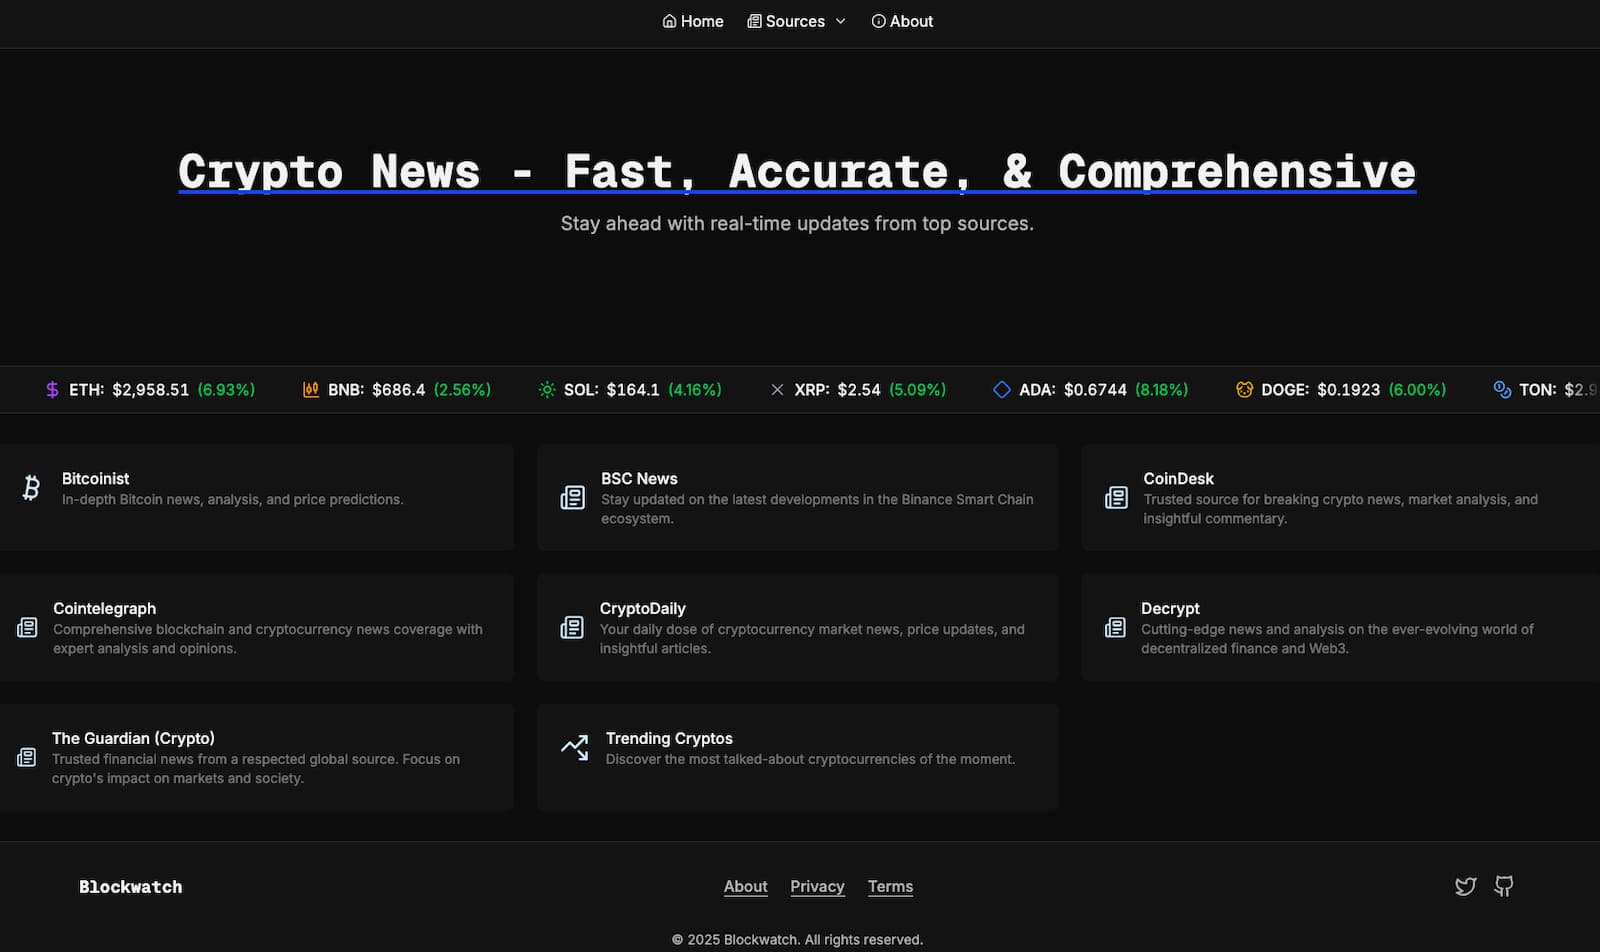 Home Sources About
Crypto News - Fast, Accurate, & Comprehensive
Stay ahead with real-time updates from top sources.
ETH: $2,958.51 (6.93%) BNB: $686.4 (2.56%) SOL: $164.1 (4.16%) XRP: $2.54 (5.09%) ADA: $0.6744 (8.18%) DOGE: $0.1923 (6.00%) TON: $2.9
Bitcoinist
In-depth Bitcoin news, analysis, and price predictions.
BSC News
Stay updated on the latest developments in the Binance Smart Chain
ecosystem.
CoinDesk
Trusted source for breaking crypto news, market analysis, and
insightful commentary.
Cointelegraph
Comprehensive blockchain and cryptocurrency news coverage with
expert analysis and opinions.
CryptoDaily
Your daily dose of cryptocurrency market news, price updates, and
insightful articles.
Decrypt
Cutting-edge news and analysis on the ever-evolving world of
decentralized finance and Web3.
The Guardian (Crypto)
Trusted financial news from a respected global source. Focus on
crypto's impact on markets and society.
Trending Cryptos
Discover the most talked-about cryptocurrencies of the moment.
Blockwatch
About Privacy Terms
© 2025 Blockwatch. All rights reserved.